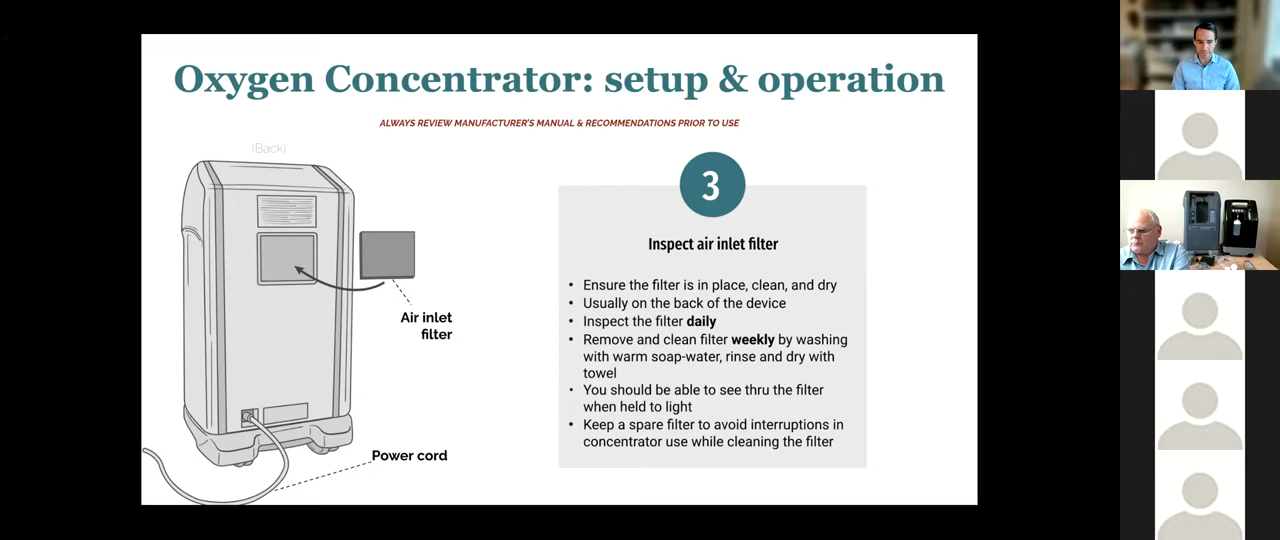 Oxygen Concentrator: setup & operation
ALWAYS REVIEW MANUFACTURER'S MANUAL & RECOMMENDATIONS PRIOR TO USE
(Back)
Air inlet
filter
Power cord
3
Inspect air inlet filter
• Ensure the filter is in place, clean, and dry
• Usually on the back of the device
• Inspect the filter daily
• Remove and clean filter weekly by washing
with warm soap-water, rinse and dry with
towel
• You should be able to see thru the filter
when held to light
• Keep a spare filter to avoid interruptions in
concentrator use while cleaning the filter